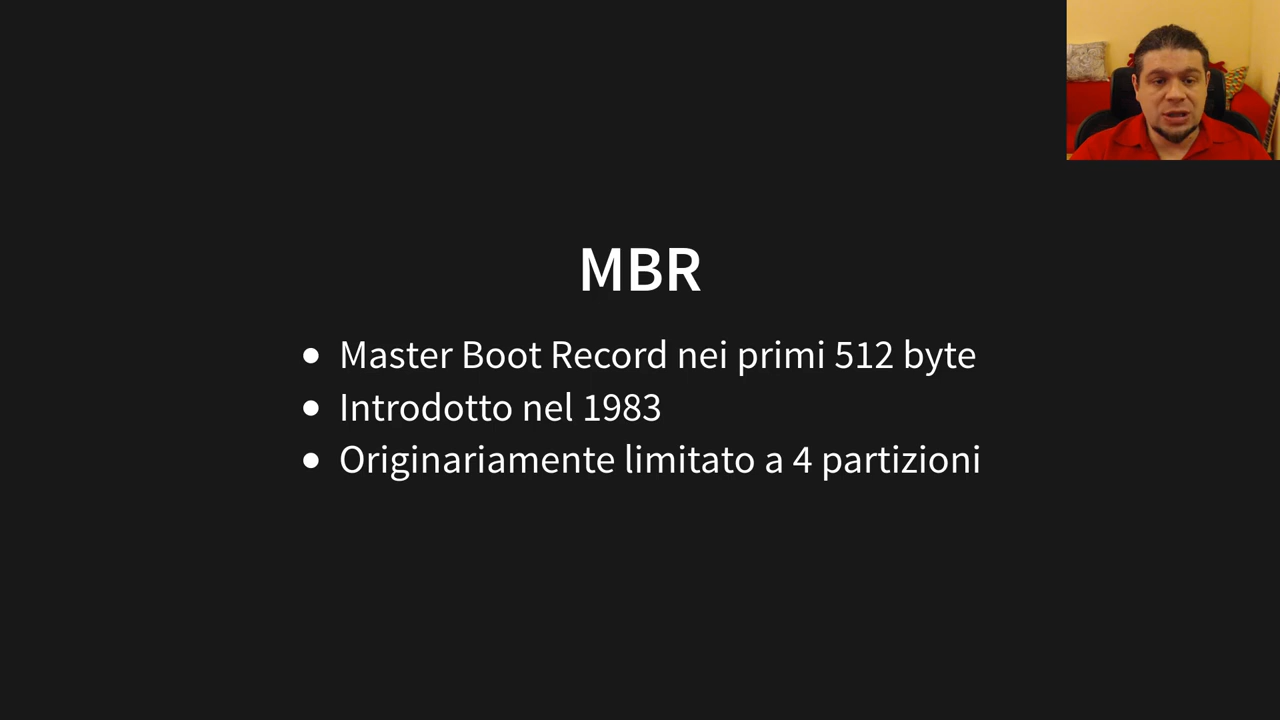 MBR
Master Boot Record nei primi 512 byte
Introdotto nel 1983
Originariamente limitato a 4 partizioni